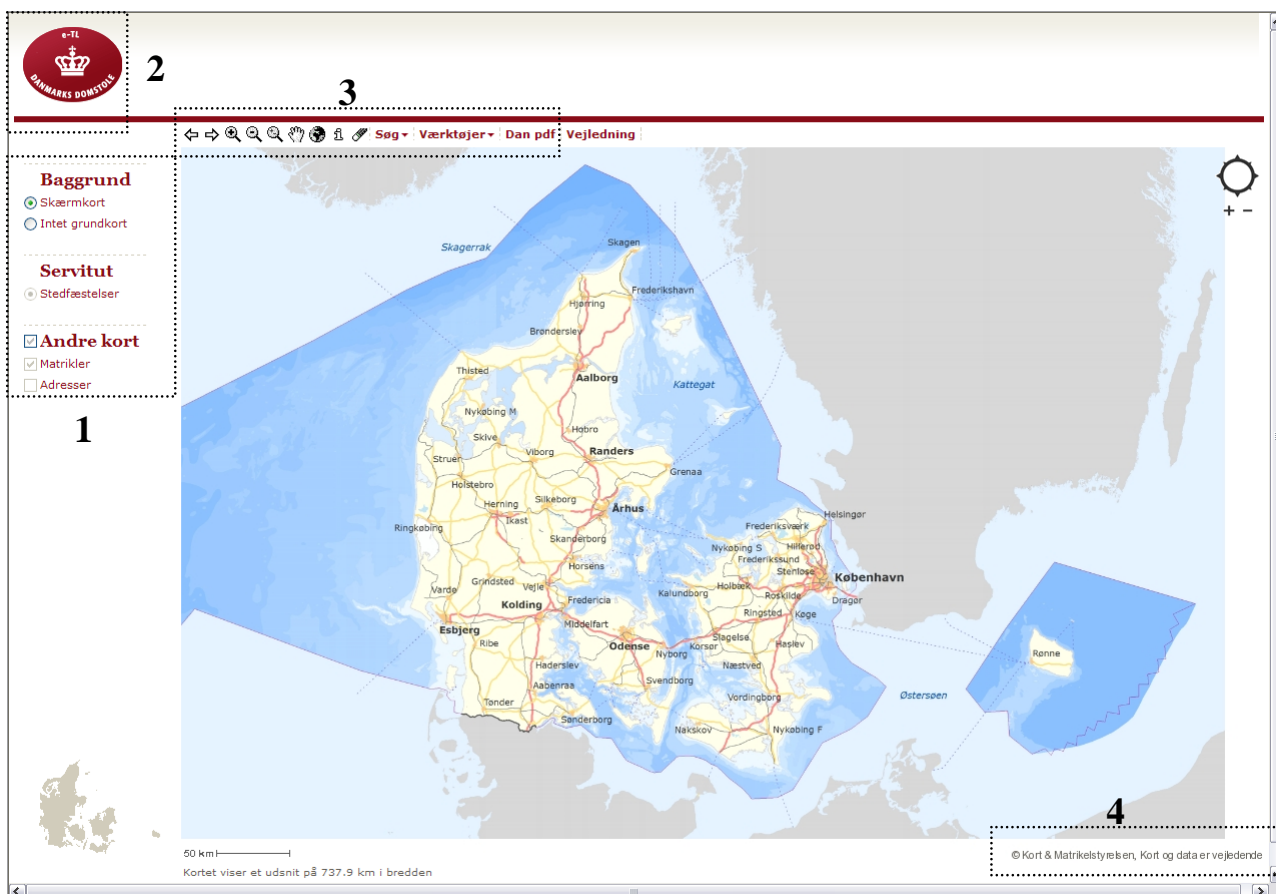 e-TL
DANMARKS DOMSTOLE
2
3
Søg Værktøjer Dan pdf Vejledning
Baggrund
Skærmkort
Intet grundkort
Servitut
Stedfæstelser
Andre kort
Matrikler
Adresser
1
+ −
Skagerrak
Skagen
Frederikshavn
Hjørring
Brønderslev
Thisted
Aalborg
Kattegat
Nykøbing M
Hobro
Skive
Viborg
Randers
Struer
Grenaa
Holstebro
Herning
Silkeborg
Århus
Ikast
Ringkøbing
Skanderborg
Horsens
Helsingør
Frederiksværk
Nykøbing S
Hillerød
Frederikssund
Stenløse
København
Grindsted
Vejle
Varde
Kalundborg
Holbæk
Roskilde
Dragør
Kolding
Fredericia
Middelfart
Ringsted
Køge
Esbjerg
Ribe
Odense
Nyborg
Korsør
Slagelse
Haslev
Rønne
Haderslev
Næstved
Svendborg
Aabenraa
Vordingborg
Østersøen
Tønder
Sønderborg
Nakskov
Nykøbing F
4
50 km
Kortet viser et udsnit på 737.9 km i bredden
© Kort & Matrikelstyrelsen, Kort og data er vejledende